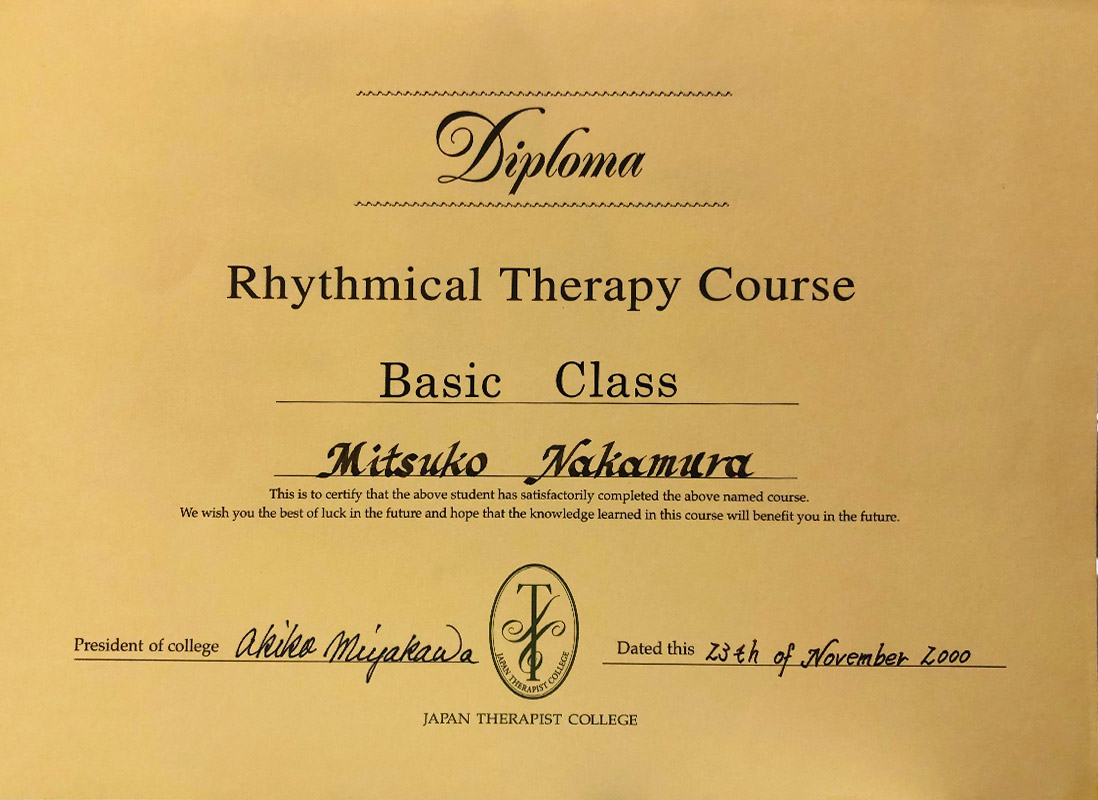 Diploma
Rhythmical Therapy Course
Basic Class
Mitsuko Nakamura
This is to certify that the above student has satisfactorily completed the above named course.
We wish you the best of luck in the future and hope that the knowledge learned in this course will benefit you in the future.
President of college Akiko Miyakawa
JAPAN THERAPIST COLLEGE
Dated this 23th of November 2000
JAPAN THERAPIST COLLEGE